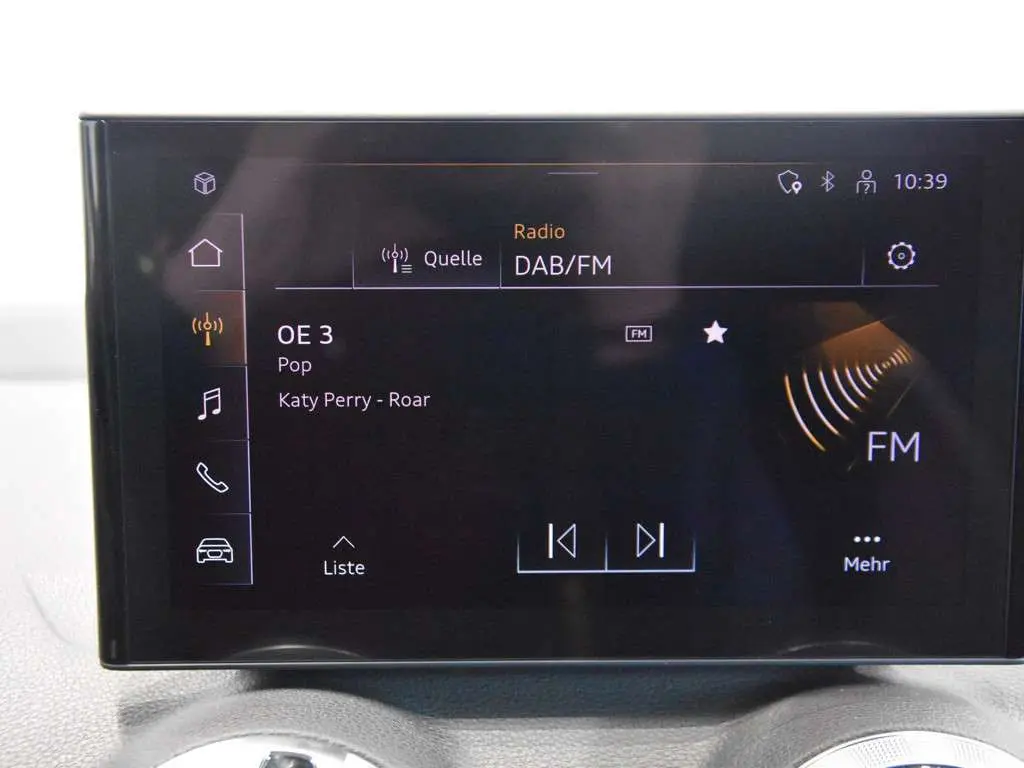 10:39
Radio
Quelle
DAB/FM
OE 3
FM
Pop
Katy Perry - Roar
FM
Liste
Mehr